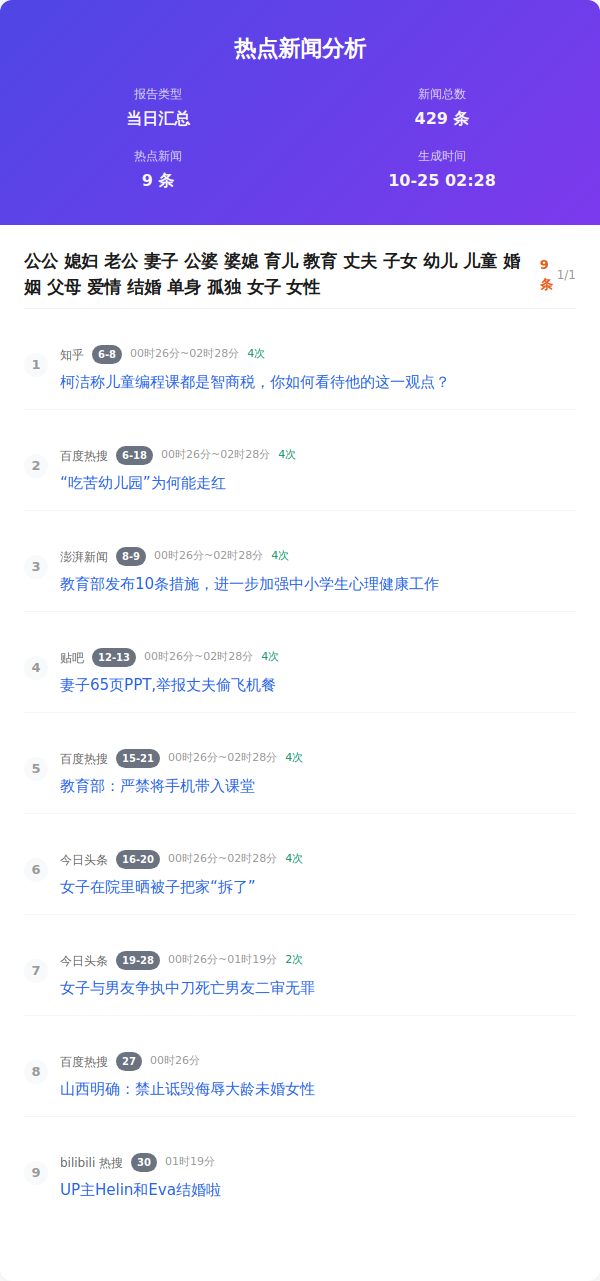 热点新闻分析
报告类型
当日汇总
新闻总数
429 条
热点新闻
9 条
生成时间
10-25 02:28
公公 媳妇 老公 妻子 公婆 婆媳 育儿 教育 丈夫 子女 幼儿 儿童 婚
姻 父母 爱情 结婚 单身 孤独 女子 女性
9
条
1/1
1
知乎 6-8 00时26分~02时28分 4次
柯洁称儿童编程课都是智商税，你如何看待他的这一观点？
2
百度热搜 6-18 00时26分~02时28分 4次
“吃苦幼儿园”为何能走红
3
澎湃新闻 8-9 00时26分~02时28分 4次
教育部发布10条措施，进一步加强中小学生心理健康工作
4
贴吧 12-13 00时26分~02时28分 4次
妻子65页PPT,举报丈夫偷飞机餐
5
百度热搜 15-21 00时26分~02时28分 4次
教育部：严禁将手机带入课堂
6
今日头条 16-20 00时26分~02时28分 4次
女子在院里晒被子把家“拆了”
7
今日头条 19-28 00时26分~01时19分 2次
女子与男友争执中刀死亡男友二审无罪
8
百度热搜 27 00时26分
山西明确：禁止诋毁侮辱大龄未婚女性
9
bilibili 热搜 30 01时19分
UP主Helin和Eva结婚啦